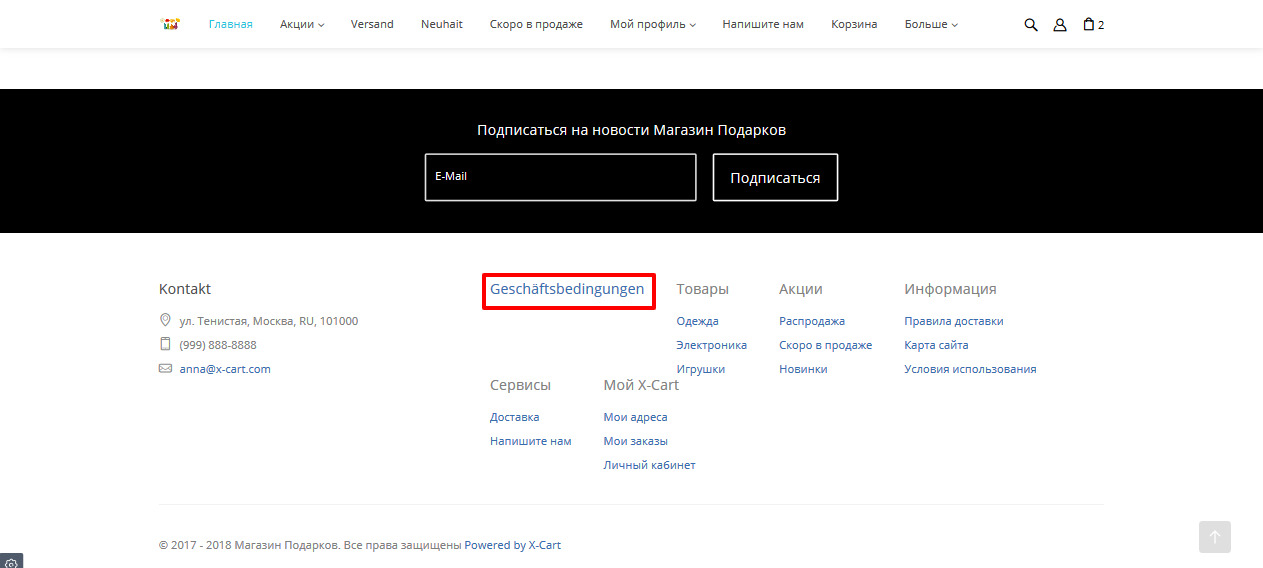 Главная Акции Versand Neuhait Скоро в продаже Мой профиль Напишите нам Корзина Больше 2
Подписаться на новости Магазин Подарков
E-Mail Подписаться
Kontakt
ул. Тенистая, Москва, RU, 101000
(999) 888-8888
anna@x-cart.com
Geschäftsbedingungen
Товары
Одежда
Электроника
Игрушки
Акции
Распродажа
Скоро в продаже
Новинки
Информация
Правила доставки
Карта сайта
Условия использования
Сервисы
Доставка
Напишите нам
Мой X-Cart
Мои адреса
Мои заказы
Личный кабинет
© 2017 - 2018 Магазин Подарков. Все права защищены Powered by X-Cart